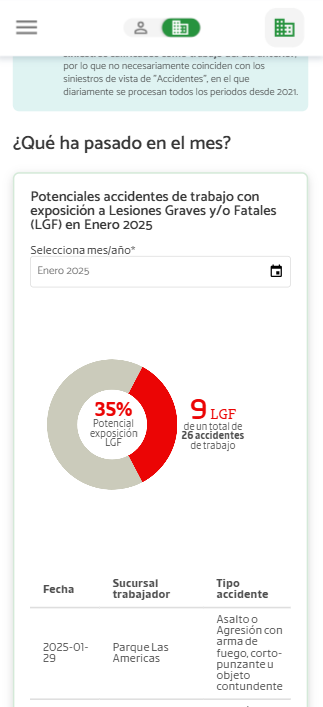 por lo que no necesariamente coinciden con los
siniestros de vista de "Accidentes", en el que
diariamente se procesan todos los periodos desde 2021.
¿Qué ha pasado en el mes?
Potenciales accidentes de trabajo con
exposición a Lesiones Graves y/o Fatales
(LGF) en Enero 2025
Selecciona mes/año*
Enero 2025
35%
Potencial
exposición
LGF
9 LGF
de un total de
26 accidentes
de trabajo
Fecha
Sucursal
trabajador
Tipo
accidente
2025-01-
29
Parque Las
Americas
Asalto o
Agresión con
arma de
fuego, corto-
punzante u
objeto
contundente